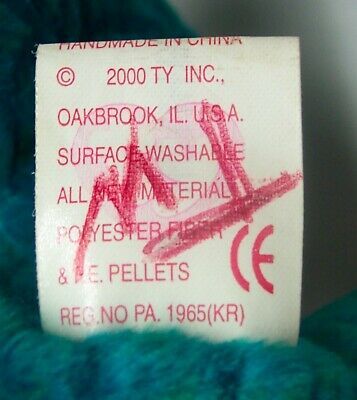 HANDMADE IN CHINA
© 2000 TY INC.,
OAKBROOK, IL. U.S.A.
SURFACE WASHABLE
ALL NEW MATERIAL
POLYESTER FIBER
& P.E. PELLETS
CE
REG.NO PA. 1965(KR)